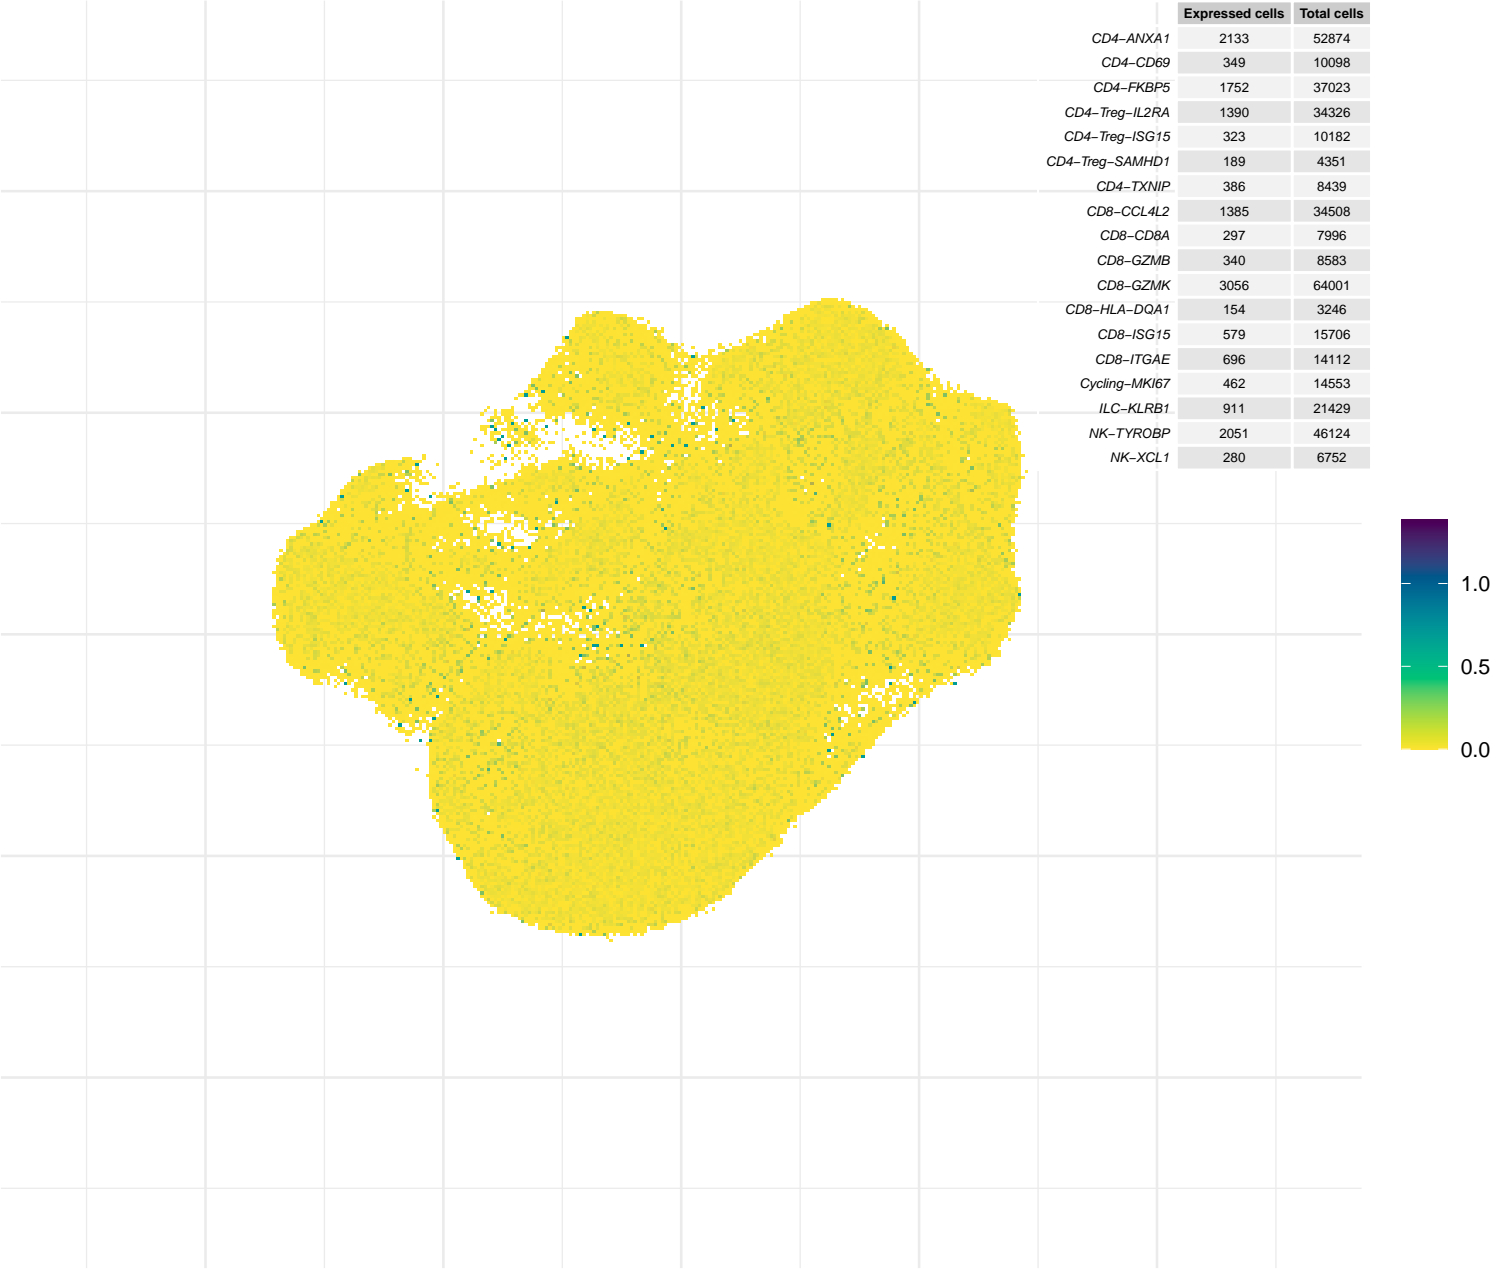 Expressed cells Total cells
CD4−ANXA1 2133 52874
CD4−CD69 349 10098
CD4−FKBP5 1752 37023
CD4−Treg−IL2RA 1390 34326
CD4−Treg−ISG15 323 10182
CD4−Treg−SAMHD1 189 4351
CD4−TXNIP 386 8439
CD8−CCL4L2 1385 34508
CD8−CD8A 297 7996
CD8−GZMB 340 8583
CD8−GZMK 3056 64001
CD8−HLA−DQA1 154 3246
CD8−ISG15 579 15706
CD8−ITGAE 696 14112
Cycling−MKI67 462 14553
ILC−KLRB1 911 21429
NK−TYROBP 2051 46124
NK−XCL1 280 6752
1.0
0.5
0.0